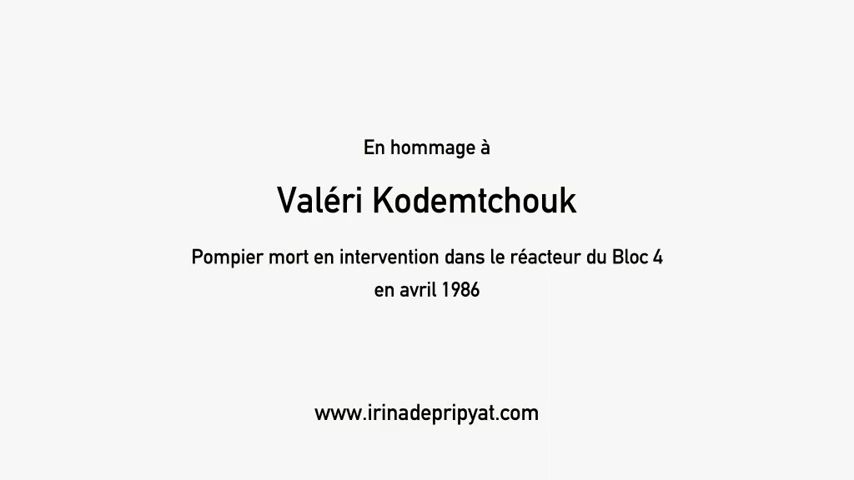 En hommage à
Valéri Kodemtchouk
Pompier mort en intervention dans le réacteur du Bloc 4
en avril 1986
www.irinadepripyat.com